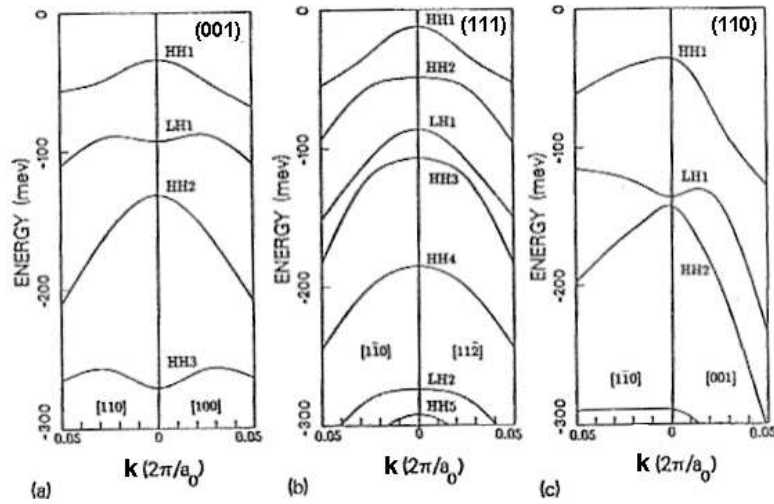 (001)
0
-100
-200
-300
ENERGY (mev)
HH1
LH1
HH2
HH3
[110]
[100]
0.05
0
0.05
k (2π/a₀)
(a)
(111)
0
-100
-200
-300
ENERGY (meV)
HH1
HH2
LH1
HH3
HH4
[11̄0]
[112̄]
LH2
HH5
0.05
0
0.05
k (2π/a₀)
(b)
(110)
0
-100
-200
-300
ENERGY (meV)
HH1
LH1
HH2
[11̄0]
[001]
0.05
0
0.05
k (2π/a₀)
(c)